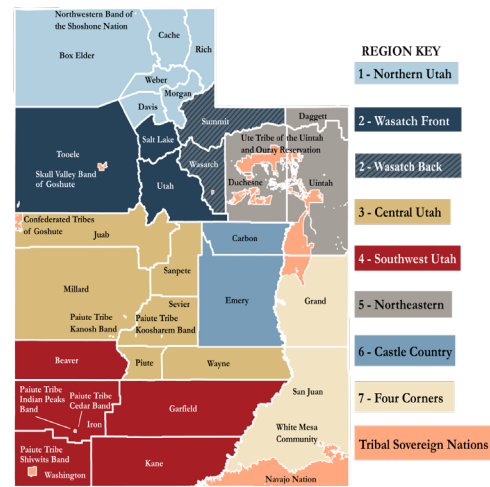 Northwestern Band of
the Shoshone Nation
Cache
Rich
Box Elder
Weber
Morgan
Davis
Summit
Daggett
Salt Lake
Ute Tribe of the Uintah
and Ouray Reservation
Tooele
Skull Valley Band
of Goshute
Wasatch
Utah
Duchesne
Uintah
Confederated Tribes
of Goshute
Juab
Carbon
Sanpete
Millard
Emery
Grand
Sevier
Paiute Tribe
Kanosh Band
Paiute Tribe
Koosharem Band
Beaver
Piute
Wayne
Paiute Tribe
Indian Peaks
Band
Paiute Tribe
Cedar Band
Iron
Garfield
San Juan
White Mesa
Community
Paiute Tribe
Shivwits Band
Washington
Kane
Navajo Nation
REGION KEY
1 - Northern Utah
2 - Wasatch Front
2 - Wasatch Back
3 - Central Utah
4 - Southwest Utah
5 - Northeastern
6 - Castle Country
7 - Four Corners
Tribal Sovereign Nations